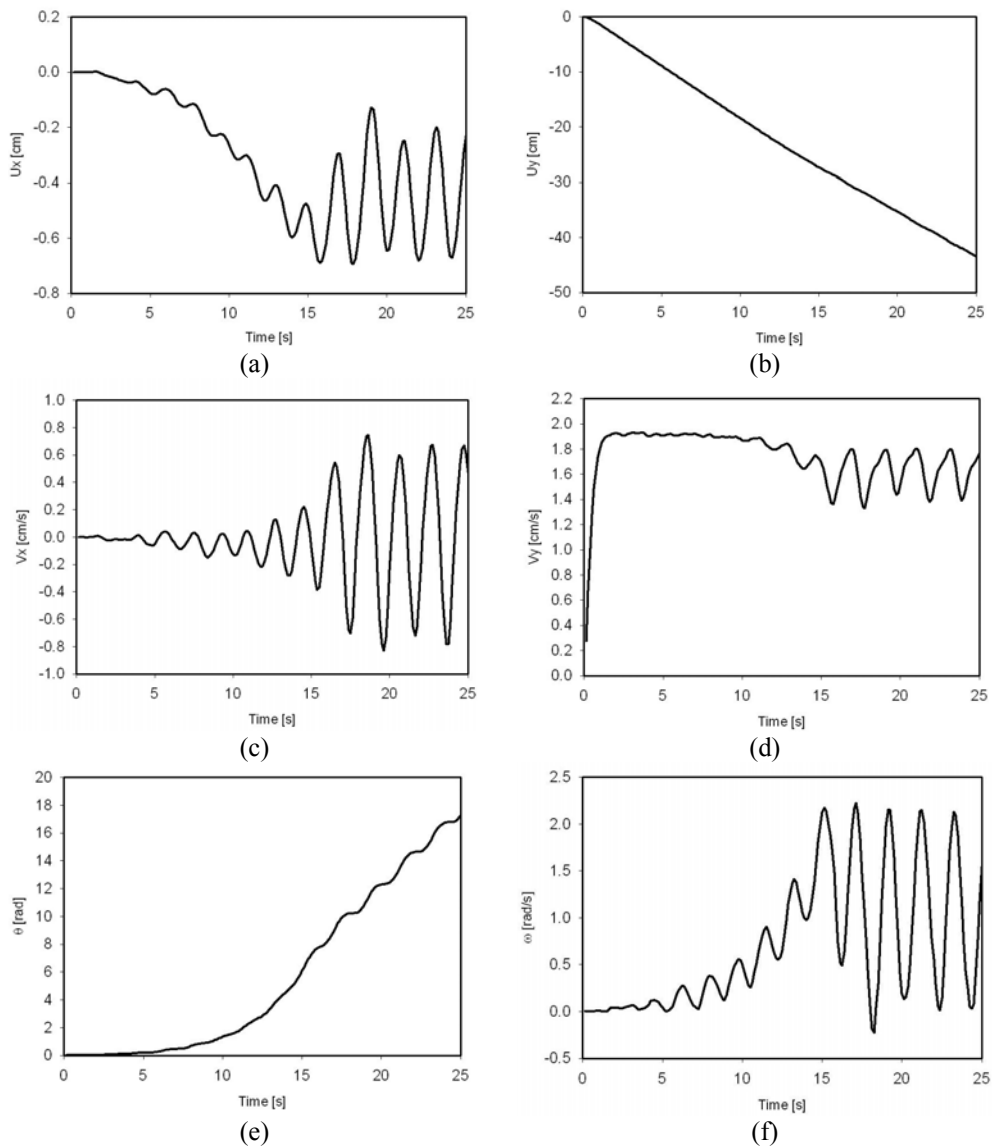 0.2
0.0
-0.2
-0.4
-0.6
-0.8
Ux [cm]
0 5 10 15 20 25
Time [s]
(a)
0
-10
-20
-30
-40
-50
Uy [cm]
0 5 10 15 20 25
Time [s]
(b)
1.0
0.8
0.6
0.4
0.2
0.0
-0.2
-0.4
-0.6
-0.8
-1.0
Vx [cm/s]
0 5 10 15 20 25
Time [s]
(c)
2.2
2.0
1.8
1.6
1.4
1.2
1.0
0.8
0.6
0.4
0.2
0.0
Vy [cm/s]
0 5 10 15 20 25
Time [s]
(d)
20
18
16
14
12
10
8
6
4
2
0
θ [rad]
0 5 10 15 20 25
Time [s]
(e)
2.5
2.0
1.5
1.0
0.5
0.0
-0.5
ω [rad/s]
0 5 10 15 20 25
Time [s]
(f)